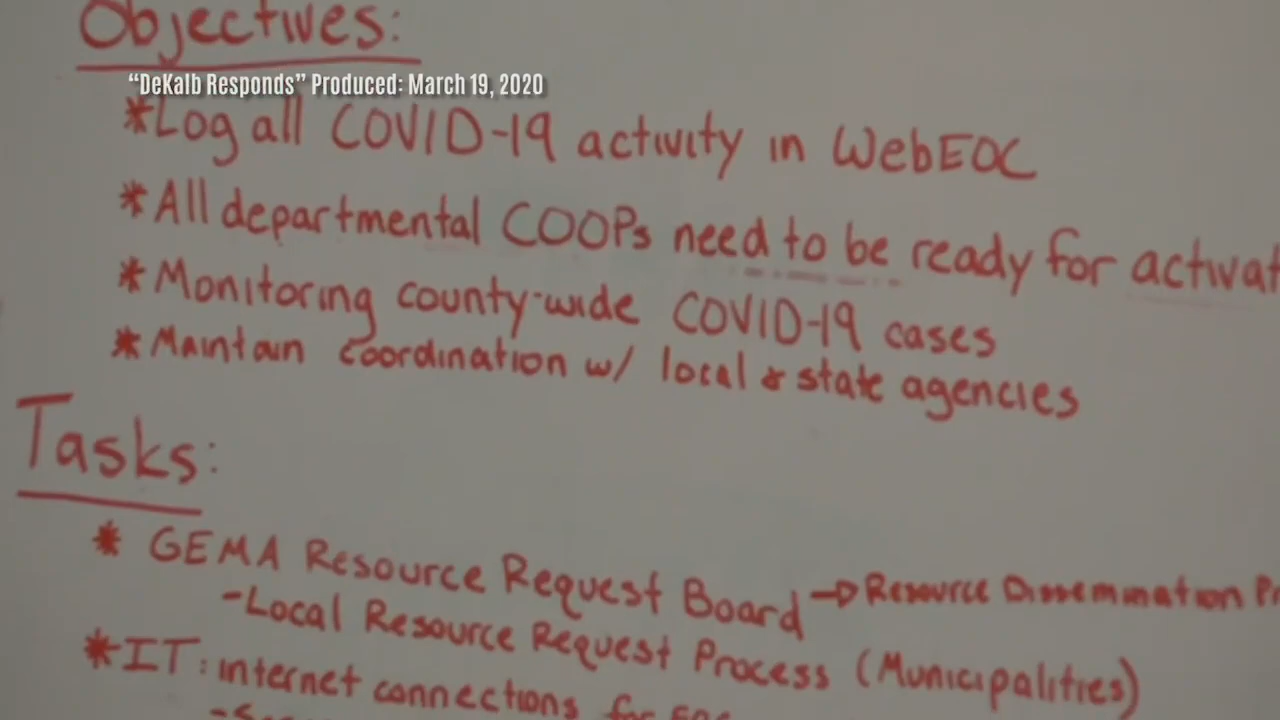 Objectives:
“DeKalb Responds” Produced: March 19, 2020
*Log all COVID-19 activity in WebEOC
*All departmental COOPs need to be ready for activat
*Monitoring county-wide COVID-19 cases
*Maintain coordination w/ local & state agencies
Tasks:
* GEMA Resource Request Board → Resource Dissemination
-Local Resource Request Process (Municipalities)
*IT: internet connections for EOC